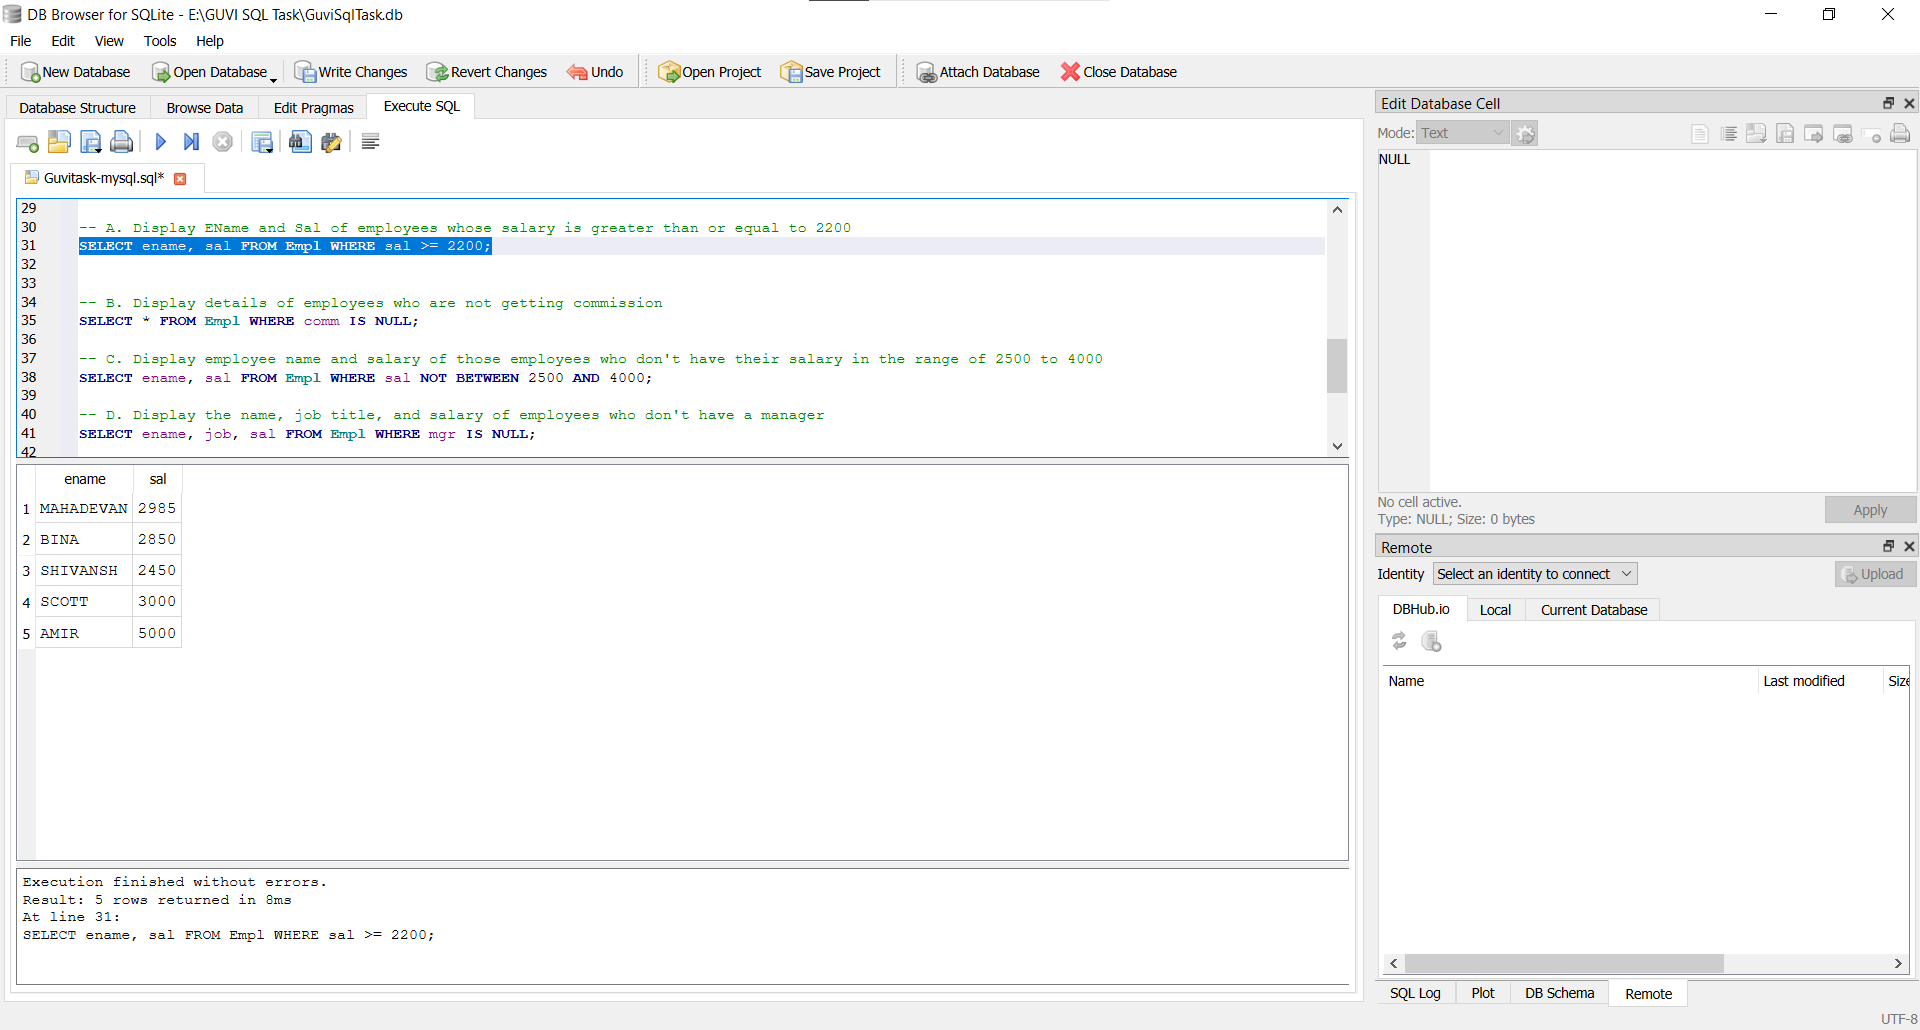 DB Browser for SQLite - E:\GUVI SQL Task\GuviSqlTask.db
File Edit View Tools Help
New Database Open Database Write Changes Revert Changes Undo Open Project Save Project Attach Database Close Database
Database Structure Browse Data Edit Pragmas Execute SQL
Guvitask-mysql.sql*
29
30 -- A. Display EName and Sal of employees whose salary is greater than or equal to 2200
31 SELECT ename, sal FROM Empl WHERE sal >= 2200;
32
33
34 -- B. Display details of employees who are not getting commission
35 SELECT * FROM Empl WHERE comm IS NULL;
36
37 -- C. Display employee name and salary of those employees who don't have their salary in the range of 2500 to 4000
38 SELECT ename, sal FROM Empl WHERE sal NOT BETWEEN 2500 AND 4000;
39
40 -- D. Display the name, job title, and salary of employees who don't have a manager
41 SELECT ename, job, sal FROM Empl WHERE mgr IS NULL;
42
ename sal
1 MAHADEVAN 2985
2 BINA 2850
3 SHIVANSH 2450
4 SCOTT 3000
5 AMIR 5000
Execution finished without errors.
Result: 5 rows returned in 8ms
At line 31:
SELECT ename, sal FROM Empl WHERE sal >= 2200;
Edit Database Cell
Mode: Text
NULL
No cell active.
Type: NULL; Size: 0 bytes
Apply
Remote
Identity Select an identity to connect Upload
DBHub.io Local Current Database
Name Last modified Size
SQL Log Plot DB Schema Remote
UTF-8